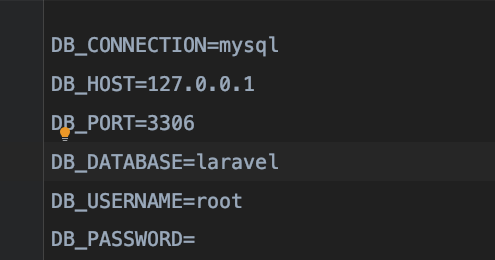 DB_CONNECTION=mysql
DB_HOST=127.0.0.1
DB_PORT=3306
DB_DATABASE=laravel
DB_USERNAME=root
DB_PASSWORD=